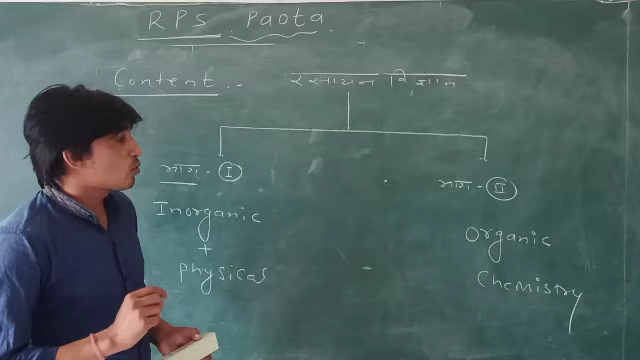 RPS Paota
Content :-
रसायन विज्ञान
भाग - I
Inorganic
+
Physical
भाग - II
Organic
Chemistry